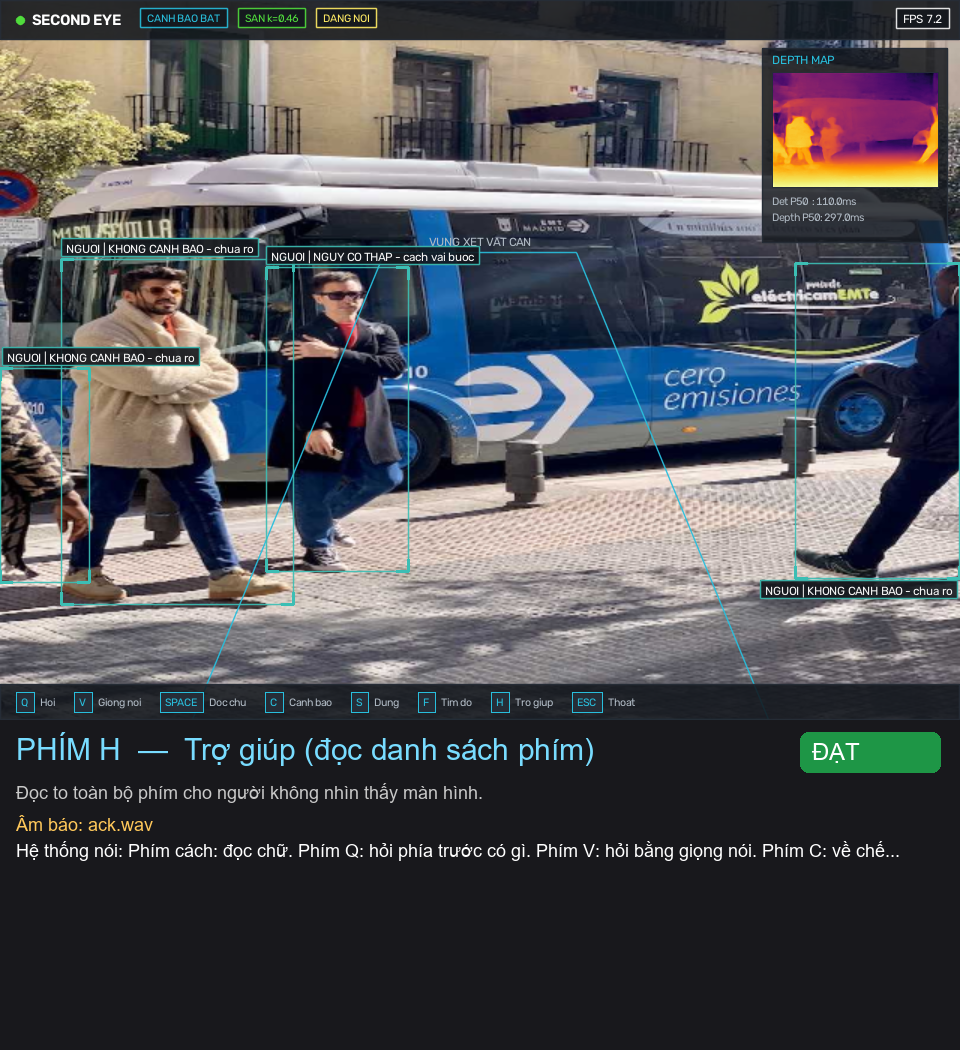 SECOND EYE
CANH BAO BAT
SAN k=0.46
DANG NOI
FPS 7.2
DEPTH MAP
Det P50 : 110.0ms
Depth P50: 297.0ms
EMT
MADRID
VUNG XET VAT CAN
NGUOI | KHONG CANH BAO - chua ro
NGUOI | NGUY CO THAP - cach vai buoc
eléctricamEMTe
NGUOI | KHONG CANH BAO - chua ro
cero
emisiones
NGUOI | KHONG CANH BAO - chua ro
Q Hoi
V Giong noi
SPACE Doc chu
C Canh bao
S Dung
F Tim do
H Tro giup
ESC Thoat
PHÍM H — Trợ giúp (đọc danh sách phím)
ĐẠT
Đọc to toàn bộ phím cho người không nhìn thấy màn hình.
Âm báo: ack.wav
Hệ thống nói: Phím cách: đọc chữ. Phím Q: hỏi phía trước có gì. Phím V: hỏi bằng giọng nói. Phím C: về chế...